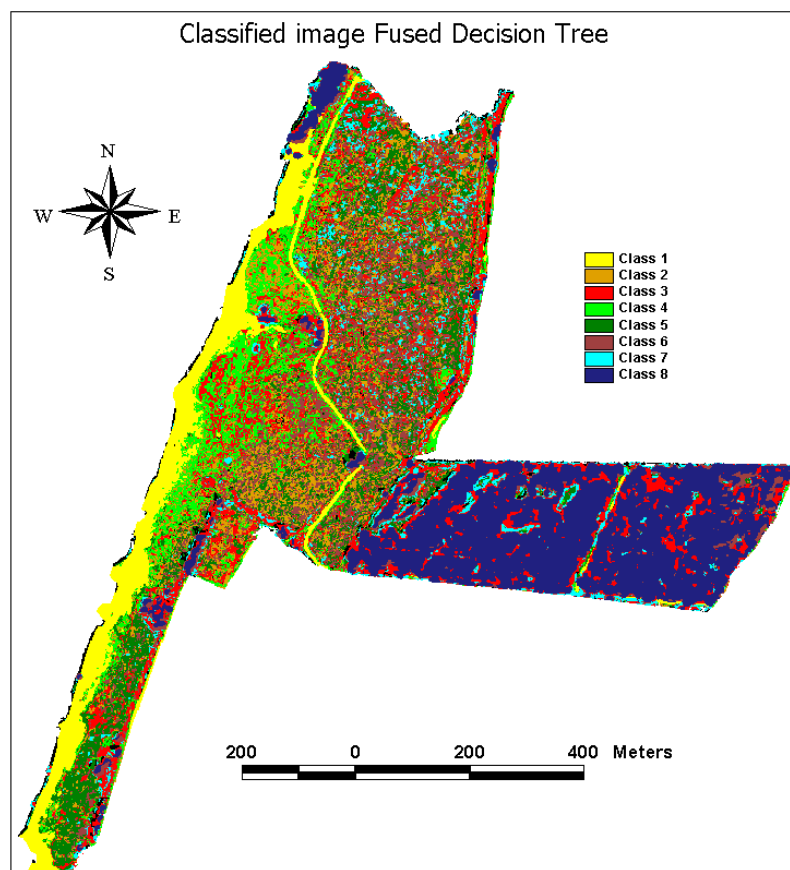 Classified image Fused Decision Tree
N
W E
S
Class 1
Class 2
Class 3
Class 4
Class 5
Class 6
Class 7
Class 8
200 0 200 400 Meters